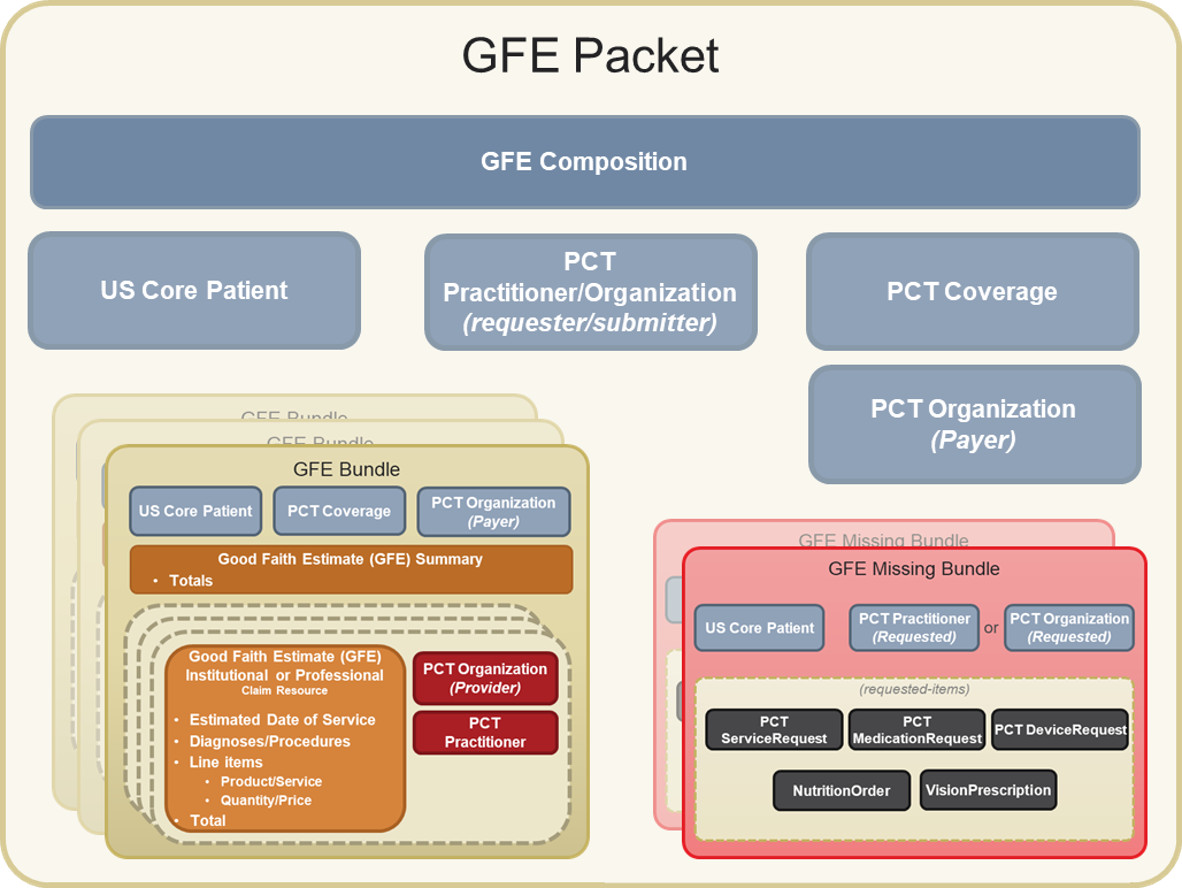 GFE Packet
GFE Composition
US Core Patient
PCT
Practitioner/Organization
(requester/submitter)
PCT Coverage
PCT Organization
(Payer)
GFE Bundle
GFE Bundle
GFE Bundle
US Core Patient
PCT Coverage
PCT Organization
(Payer)
Good Faith Estimate (GFE) Summary
• Totals
Good Faith Estimate (GFE)
Institutional or Professional
Claim Resource
• Estimated Date of Service
• Diagnoses/Procedures
• Line items
• Product/Service
• Quantity/Price
• Total
PCT Organization
(Provider)
PCT
Practitioner
GFE Missing Bundle
GFE Missing Bundle
US Core Patient
PCT Practitioner
(Requested)
or
PCT Organization
(Requested)
(requested-items)
PCT
ServiceRequest
PCT
MedicationRequest
PCT DeviceRequest
NutritionOrder
VisionPrescription